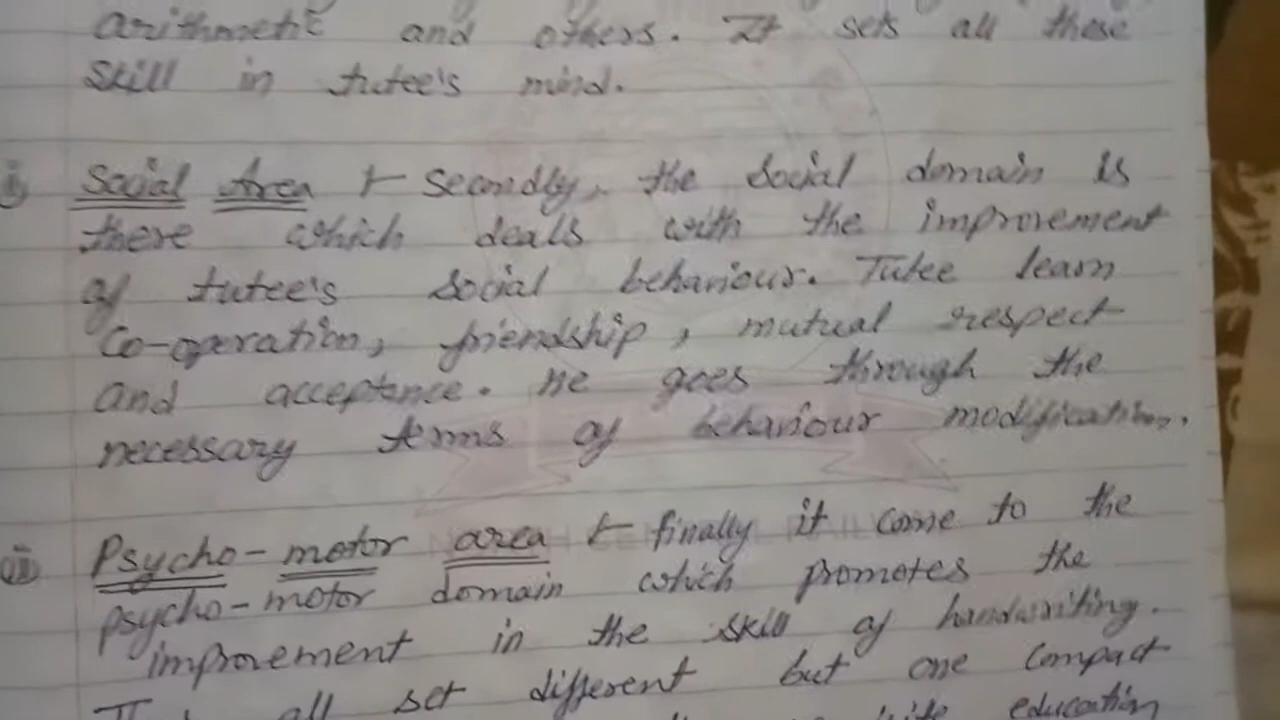 arithmetic and others. It sets all these
skill in tutee's mind.
Social Area :- Secondly, the social domain is
there which deals with the improvement
of tutee's social behaviour. Tutee learn
Co-operation, friendship, mutual respect
and acceptance. He goes through the
necessary terms of behaviour modification.
iii) Psycho-motor area :- finally it come to the
psycho-motor domain which promotes the
improvement in the skill of handwriting.
all set different but one compact
education